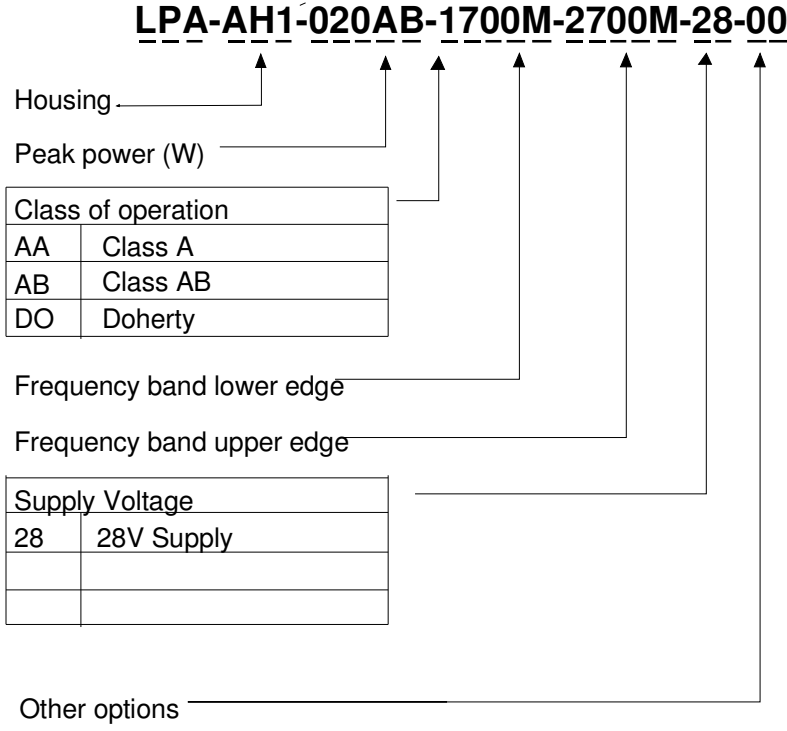 LPA-AH1-020AB-1700M-2700M-28-00
Housing
Peak power (W)
Class of operation
AA Class A
AB Class AB
DO Doherty
Frequency band lower edge
Frequency band upper edge
Supply Voltage
28 28V Supply
Other options